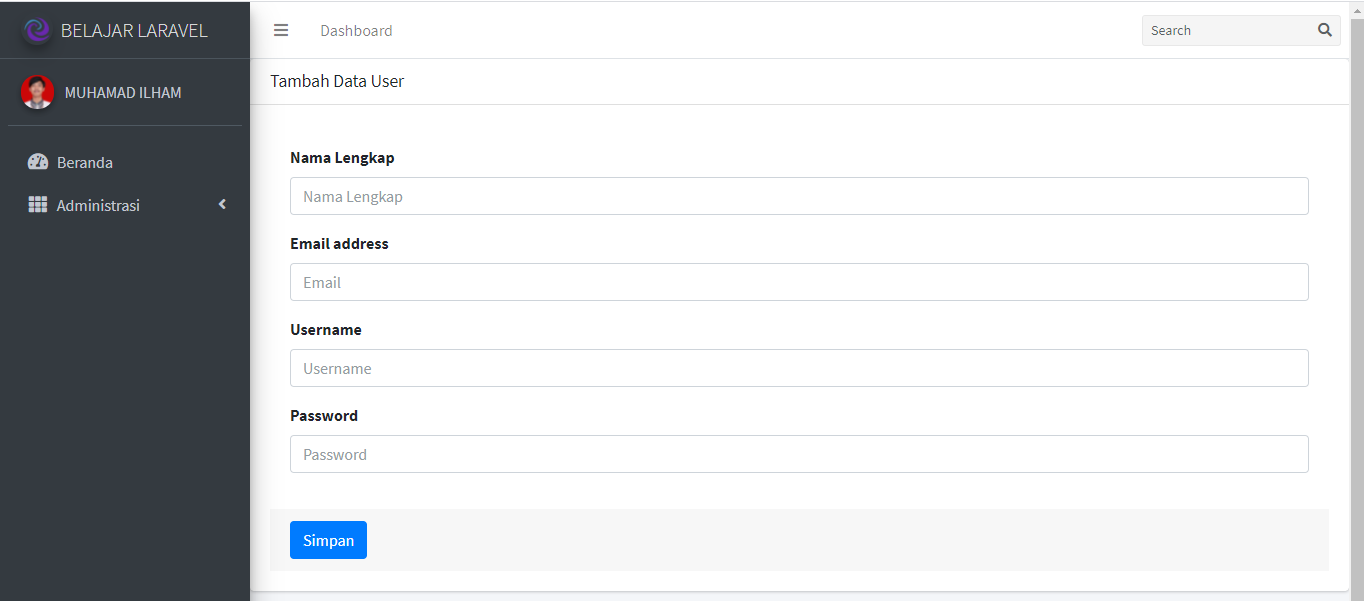 BELAJAR LARAVEL
Dashboard
Search
MUHAMAD ILHAM
Beranda
Administrasi
Tambah Data User
Nama Lengkap
Nama Lengkap
Email address
Email
Username
Username
Password
Password
Simpan